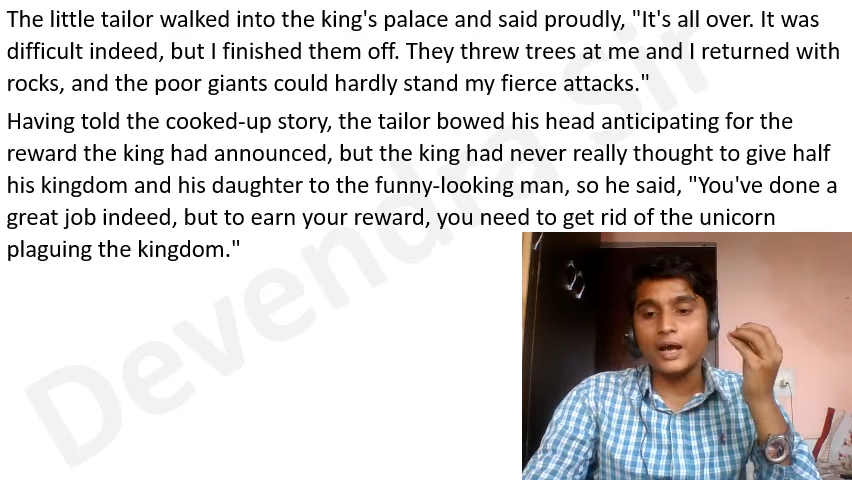 The little tailor walked into the king's palace and said proudly, "It's all over. It was
difficult indeed, but I finished them off. They threw trees at me and I returned with
rocks, and the poor giants could hardly stand my fierce attacks."
Having told the cooked-up story, the tailor bowed his head anticipating for the
reward the king had announced, but the king had never really thought to give half
his kingdom and his daughter to the funny-looking man, so he said, "You've done a
great job indeed, but to earn your reward, you need to get rid of the unicorn
plaguing the kingdom."
Devendra Sir